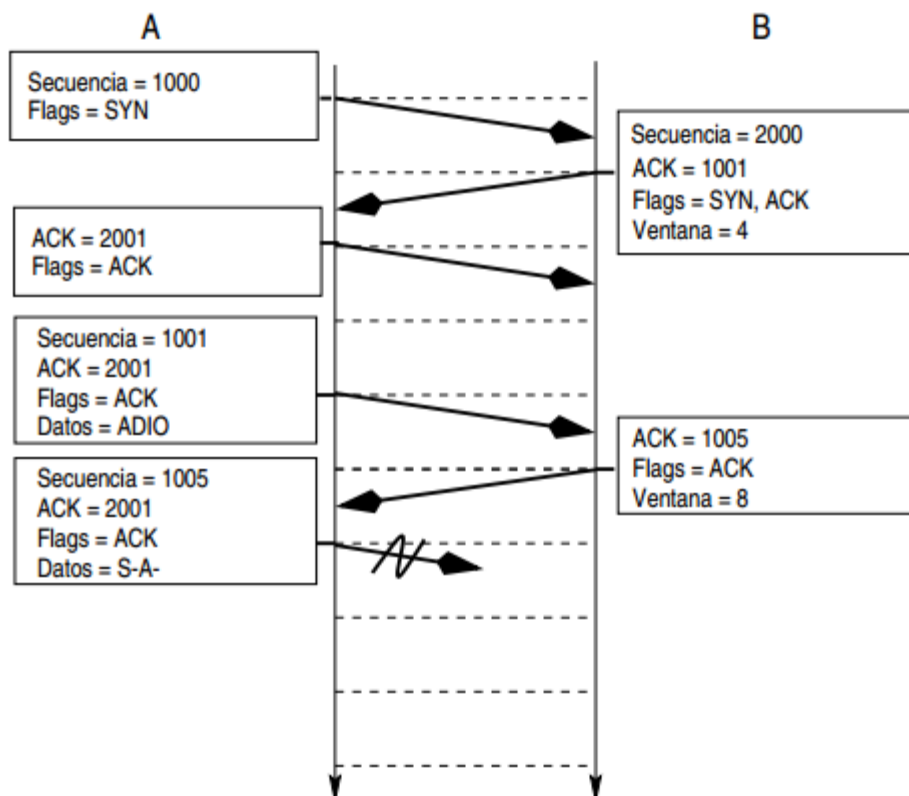 A
B
Secuencia = 1000
Flags = SYN
Secuencia = 2000
ACK = 1001
Flags = SYN, ACK
Ventana = 4
ACK = 2001
Flags = ACK
Secuencia = 1001
ACK = 2001
Flags = ACK
Datos = ADIO
ACK = 1005
Flags = ACK
Ventana = 8
Secuencia = 1005
ACK = 2001
Flags = ACK
Datos = S-A-